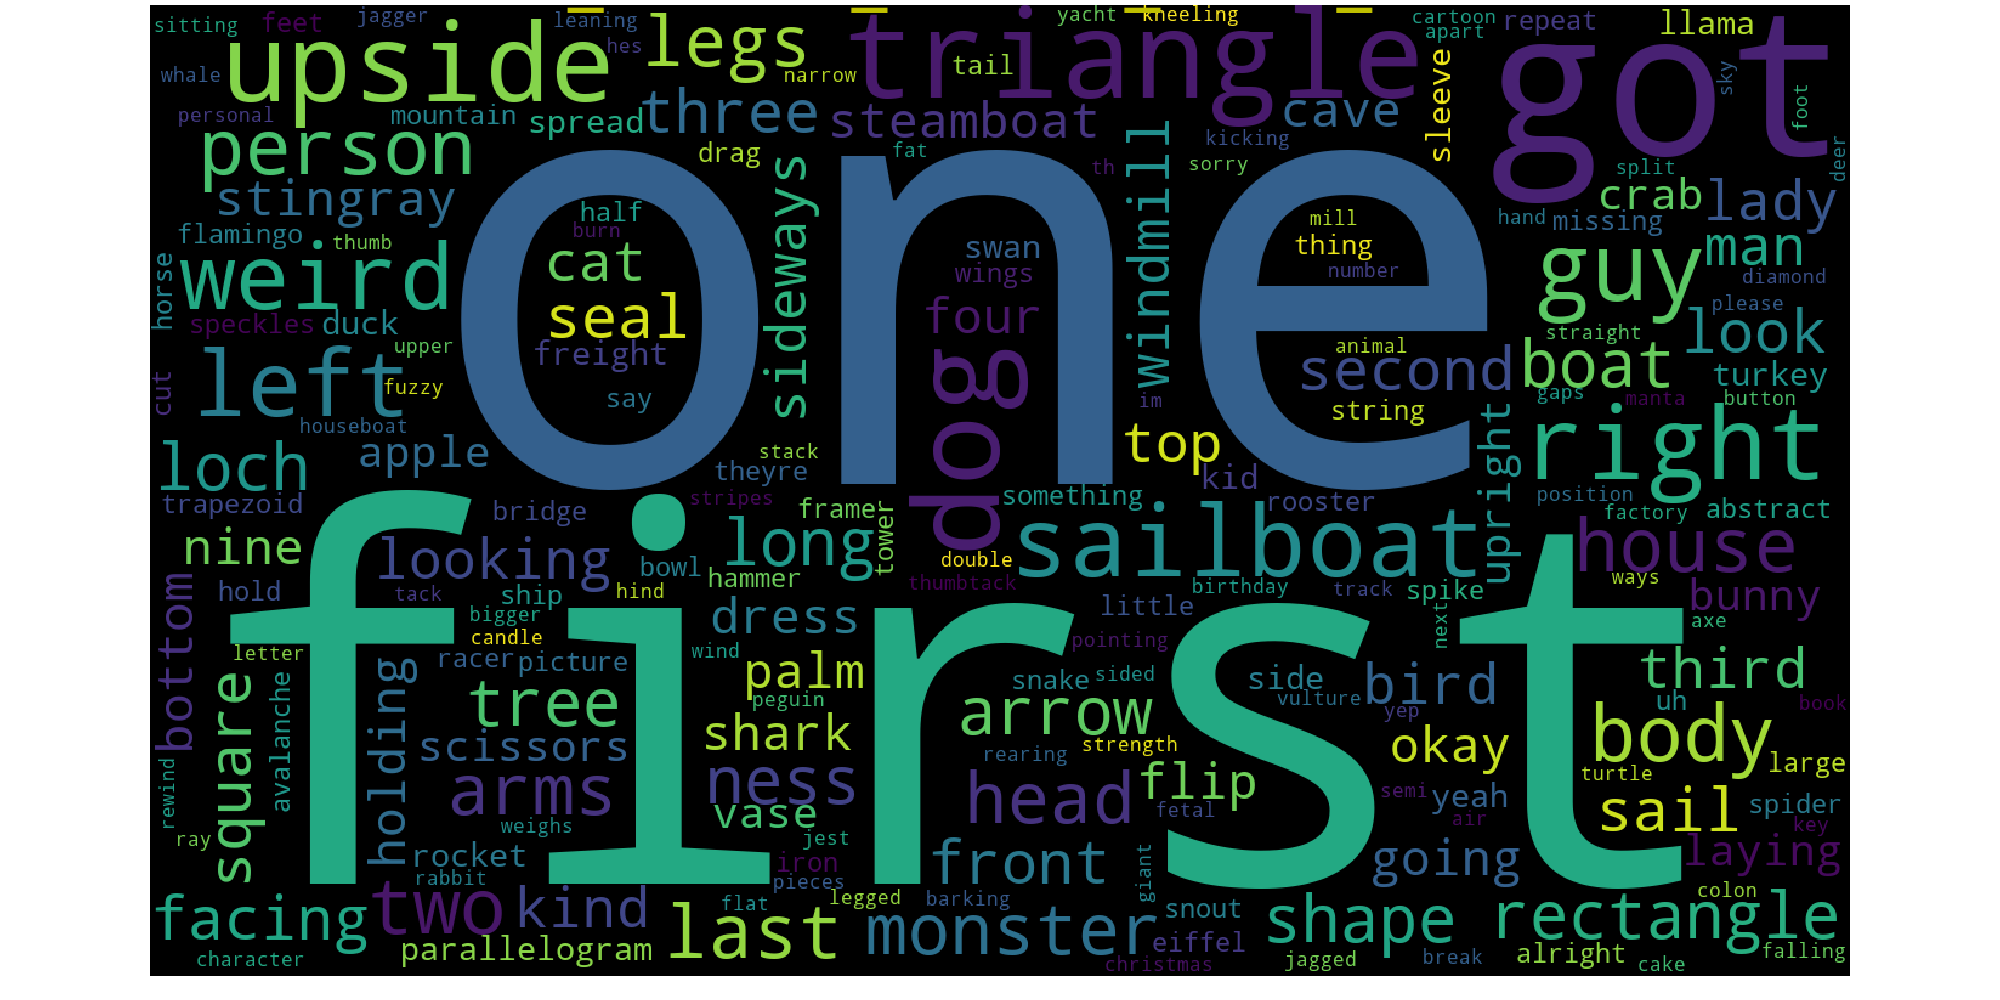 sitting
feet
jagger
leaning
hes
yacht
kneeling
cartoon
apart
repeat
llama
upside
legs
narrow
triangle
got
whale
tail
sky
personal
mountain
spread
three
steamboat
cave
sleeve
foot
person
drag
fat
kicking
th
sorry
split
deer
stingray
sideways
windmill
crab
lady
half
burn
one
hand
missing
flamingo
thumb
cat
swan
wings
mill
thing
number
guy
man
diamond
horse
weird
seal
four
please
speckles
duck
freight
straight
look
left
upper
fuzzy
say
dog
animal
second
boat
turkey
cut
houseboat
string
gaps
manta
button
im
loch
apple
stack
theyre
top
kid
upright
right
trapezoid
bridge
stripes
something
rooster
position
factory
abstract
nine
looking
long
frame
tower
sailboat
house
first
bowl
hammer
double
thumbtack
birthday
track
spike
ways
bunny
hold
tack
ship
hind
bigger
candle
dress
little
next
axe
bottom
letter
racer
picture
wind
pointing
square
avalanche
holding
tree
palm
peguin
snake
sided
side
vulture
bird
third
book
scissors
shark
arrow
yep
uh
rearing
strength
okay
body
rewind
arms
ness
head
flip
turtle
large
vase
fetal
semi
yeah
sail
spider
ray
weighs
jest
air
key
rocket
rabbit
iron
pieces
front
giant
going
laying
facing
two
kind
flat
legged
barking
snout
colon
last
monster
shape
rectangle
parallelogram
eiffel
character
christmas
jagged
break
alright
cake
falling